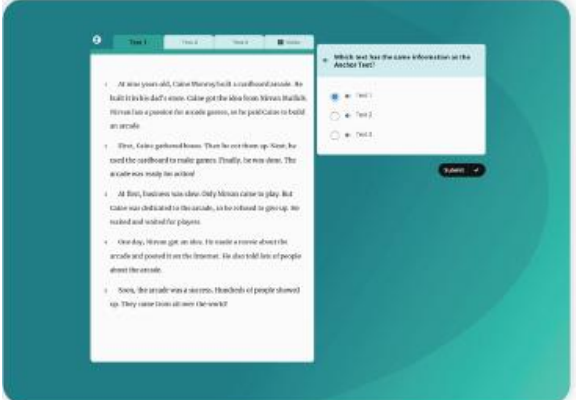 Text 1 Text 2 Text 3
Which text has the same information as the
Anchor Text?
Text 1
Text 2
Text 3
Submit
1 At nine years old, Caine Monroy built a cardboard arcade. He
built it in his dad's store. Caine got the idea from Nirvan Mullick.
Nirvan has a passion for arcade games, so he paid Caine to build
an arcade.
2 First, Caine gathered boxes. Then he cut them up. Next, he
used the cardboard to make games. Finally, he was done. The
arcade was ready for action!
3 At first, business was slow. Only Nirvan came to play. But
Caine was dedicated to the arcade, so he refused to give up. He
waited and waited for players.
4 One day, Nirvan got an idea. He made a movie about the
arcade and posted it on the Internet. He also told lots of people
about the arcade.
5 Soon, the arcade was a success. Hundreds of people showed
up. They came from all over the world!